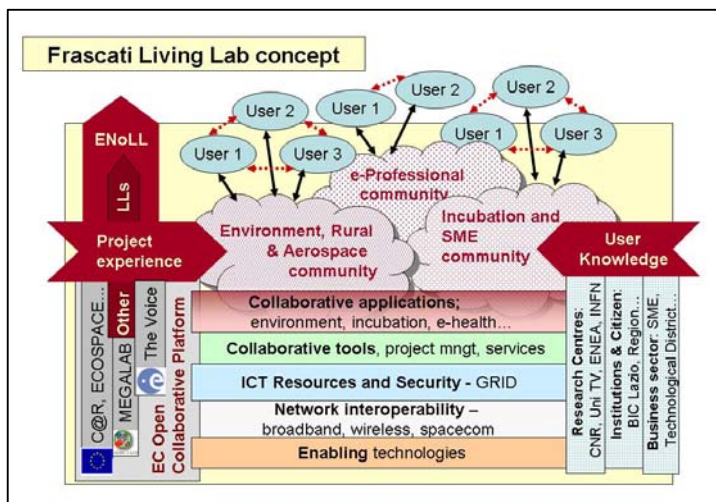 Frascati Living Lab concept
User 2
User 1
User 3
User 1
User 2
User 2
User 1
User 3
ENoLL
LLs
Other
Project
experience
e-Professional
community
Environment, Rural
& Aerospace
community
Incubation and
SME
community
User
Knowledge
C@R, ECOSPACE...
MEGALAB
The Voice
EC Open
Collaborative Platform
Collaborative applications;
environment, incubation, e-health...
Collaborative tools, project mngt, services
ICT Resources and Security - GRID
Network interoperability –
broadband, wireless, spacecom
Enabling technologies
Research Centres:
CNR, Uni TV, ENEA, INFN
Institutions & Citizen:
BIC Lazio, Region...
Business sector: SME,
Technological District...